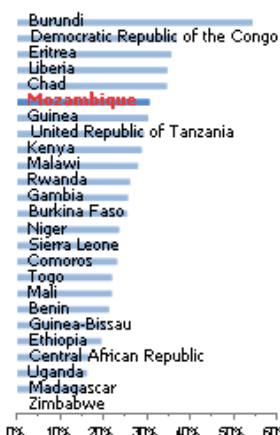 Burundi
Democratic Republic of the Congo
Eritrea
Liberia
Chad
Mozambique
Guinea
United Republic of Tanzania
Kenya
Malawi
Rwanda
Gambia
Burkina Faso
Niger
Sierra Leone
Comoros
Togo
Mali
Benin
Guinea-Bissau
Ethiopia
Central African Republic
Uganda
Madagascar
Zimbabwe
0% 10% 20% 30% 40% 50% 60%